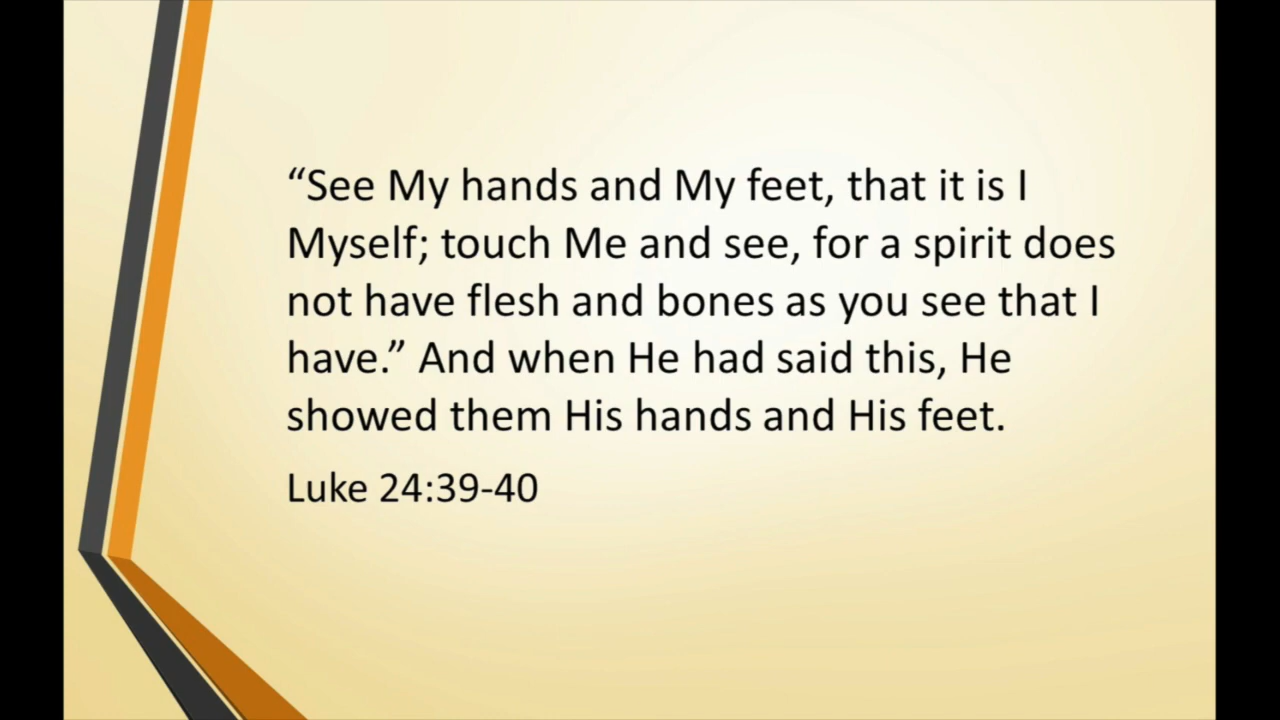 “See My hands and My feet, that it is I
Myself; touch Me and see, for a spirit does
not have flesh and bones as you see that I
have.” And when He had said this, He
showed them His hands and His feet.
Luke 24:39-40